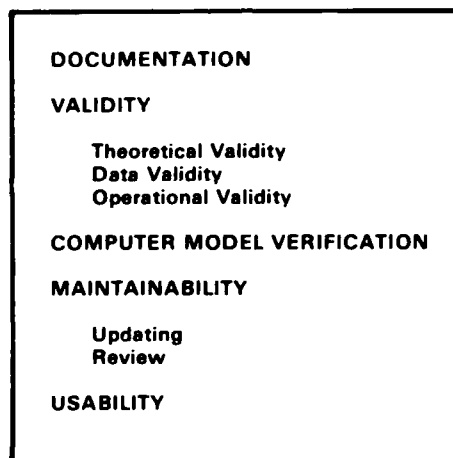 DOCUMENTATION
VALIDITY
Theoretical Validity
Data Validity
Operational Validity
COMPUTER MODEL VERIFICATION
MAINTAINABILITY
Updating
Review
USABILITY